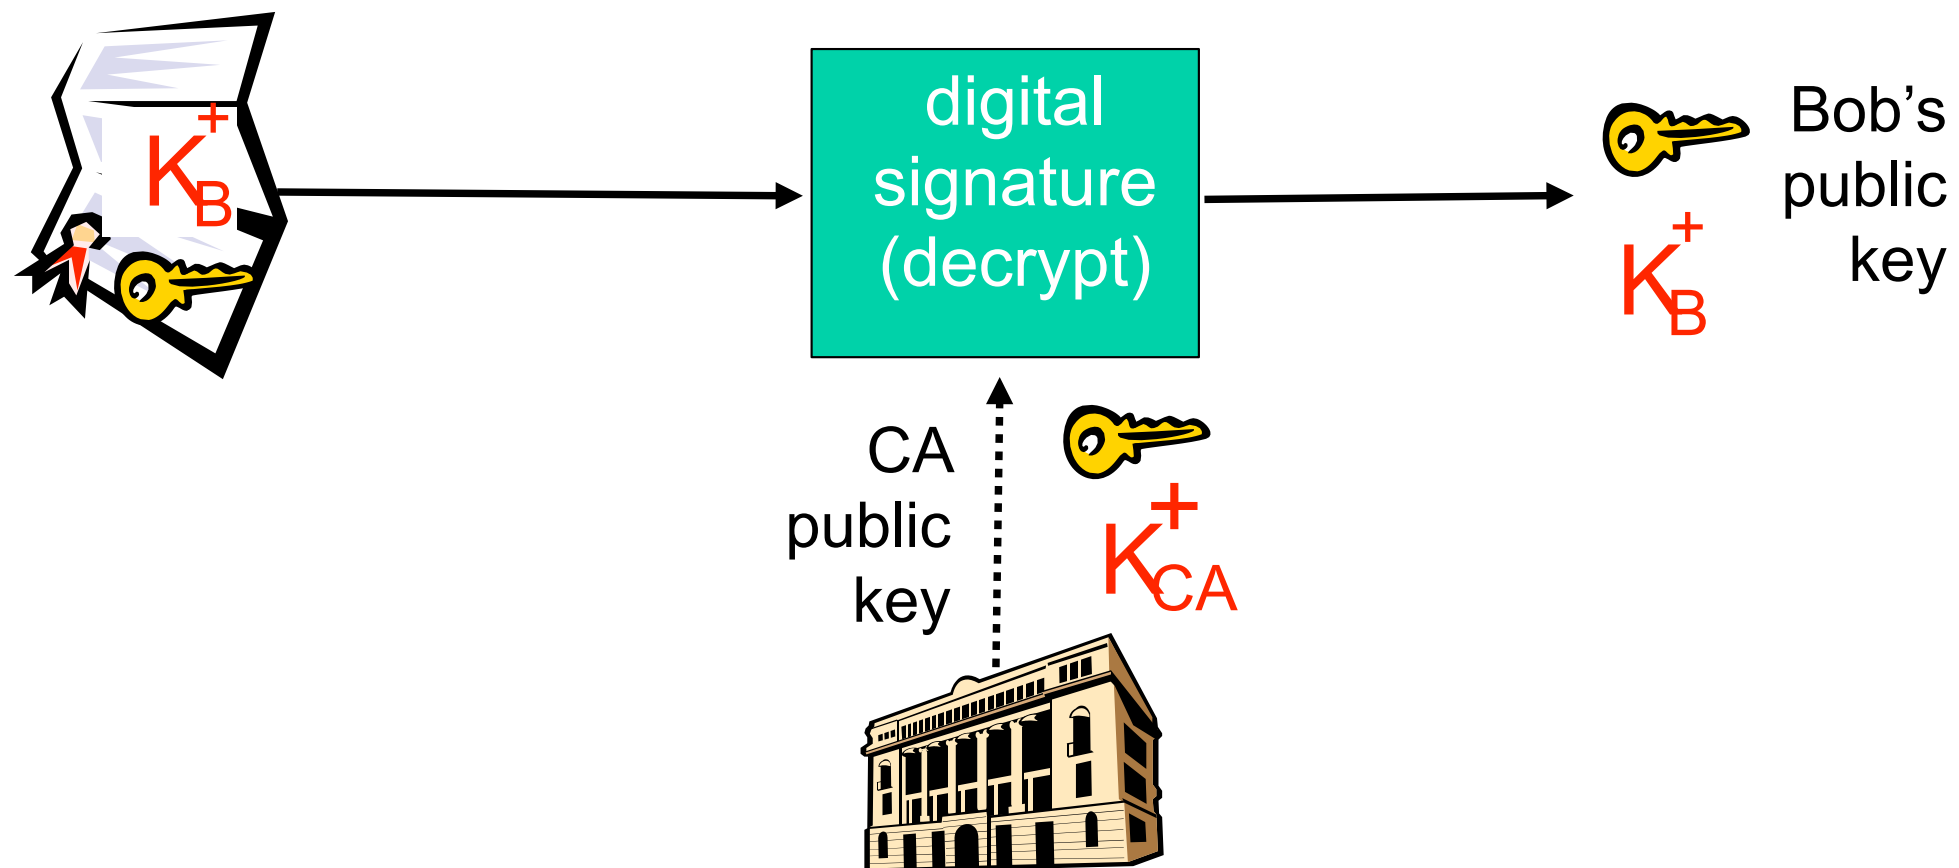 K+B
digital
signature
(decrypt)
Bob’s
public
key
K+B
CA
public
key
K+CA